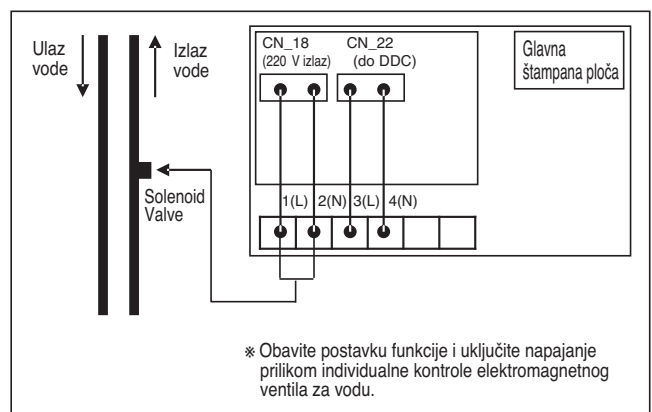 Ulaz
vode
Izlaz
vode
CN_18
(220 V izlaz)
CN_22
(do DDC)
Glavna
štampana ploča
Solenoid
Valve
1(L) 2(N) 3(L) 4(N)
※ Obavite postavku funkcije i uključite napajanje
prilikom individualne kontrole elektromagnetnog
ventila za vodu.